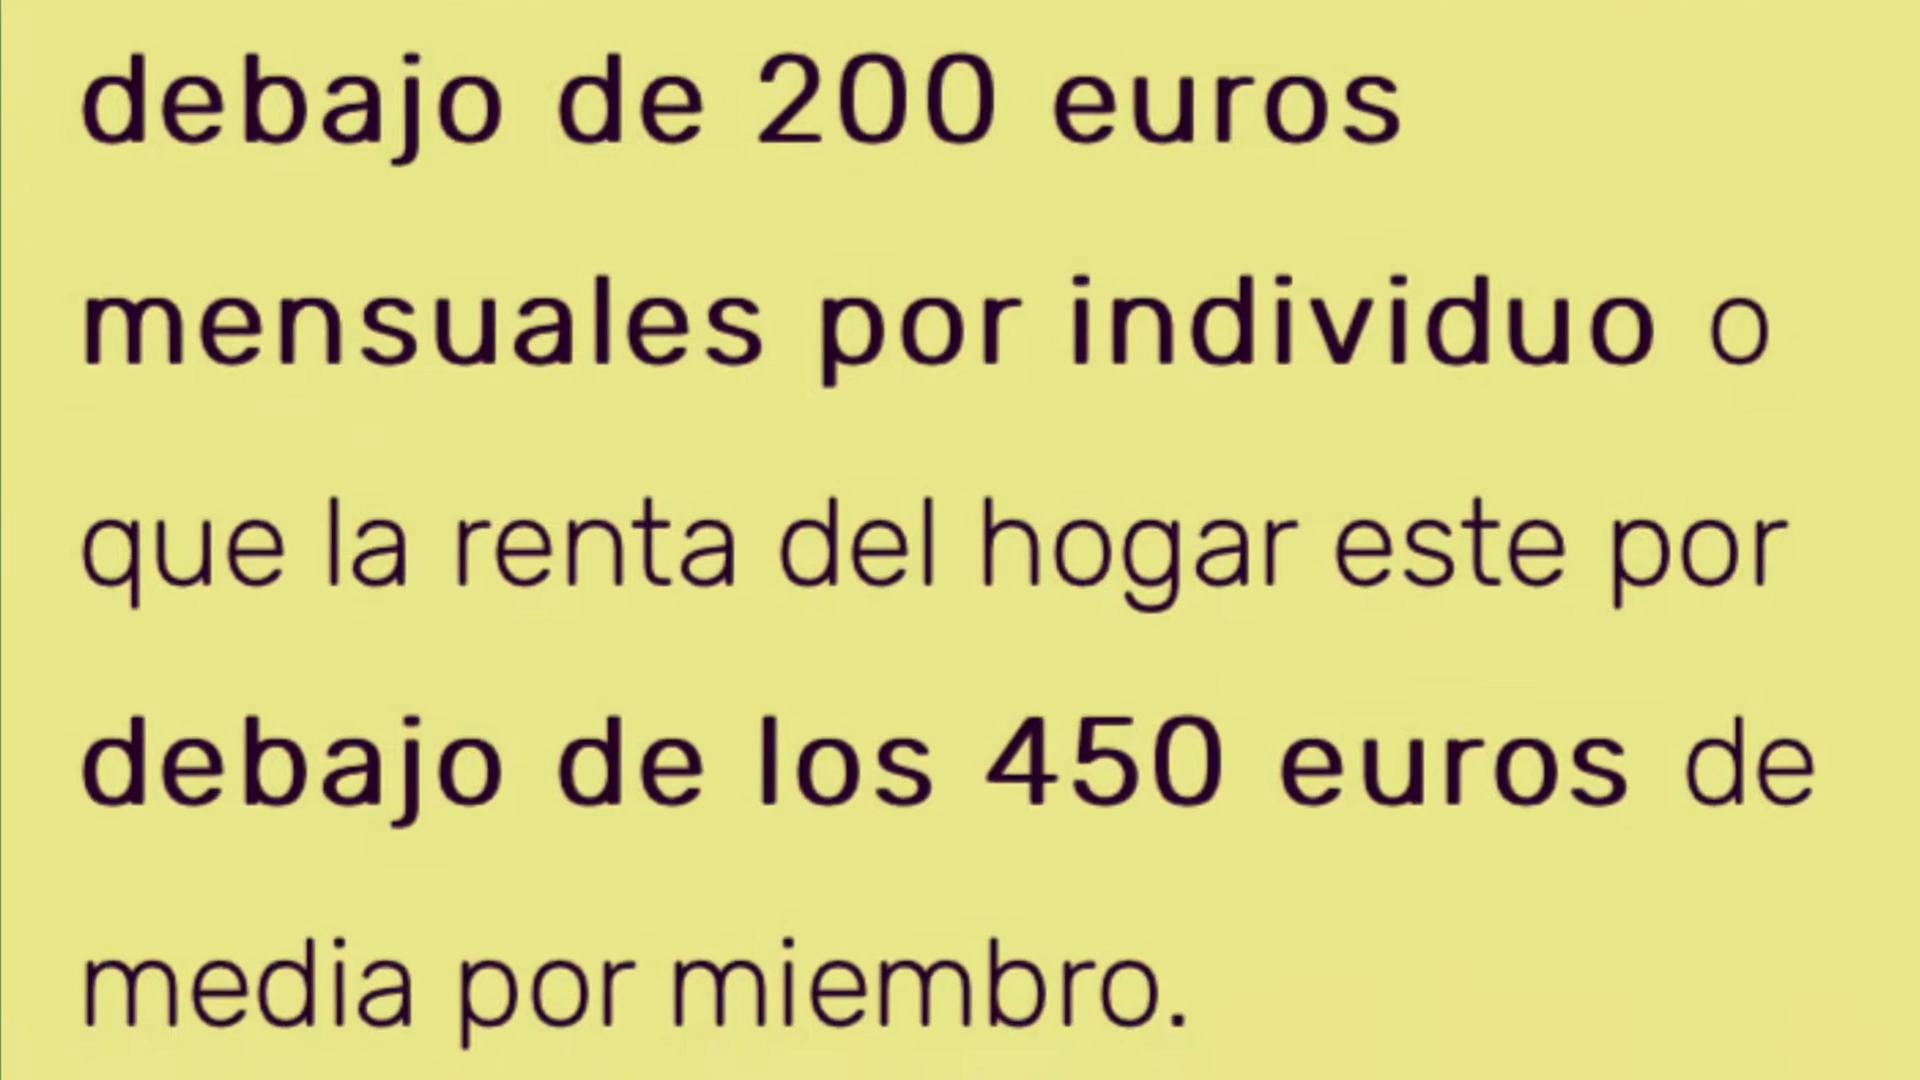 debajo de 200 euros
mensuales por individuo o
que la renta del hogar este por
debajo de los 450 euros de
media por miembro.